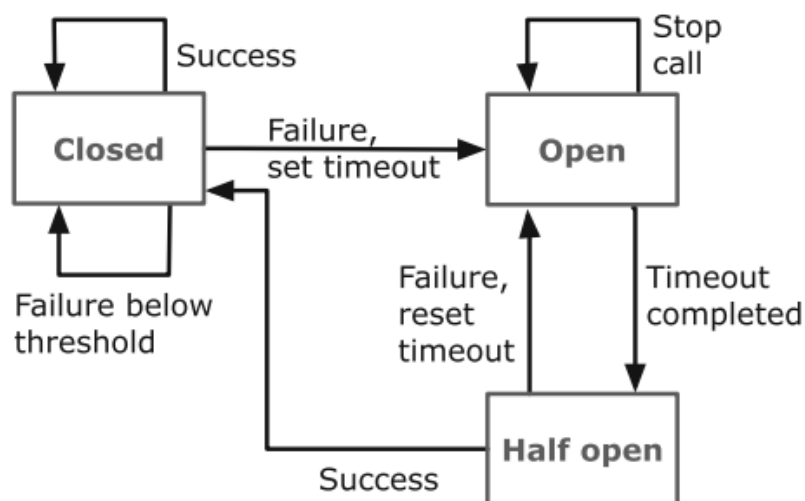 Success
Stop
call
Closed
Failure,
set timeout
Open
Failure below
threshold
Failure,
reset
timeout
Timeout
completed
Half open
Success